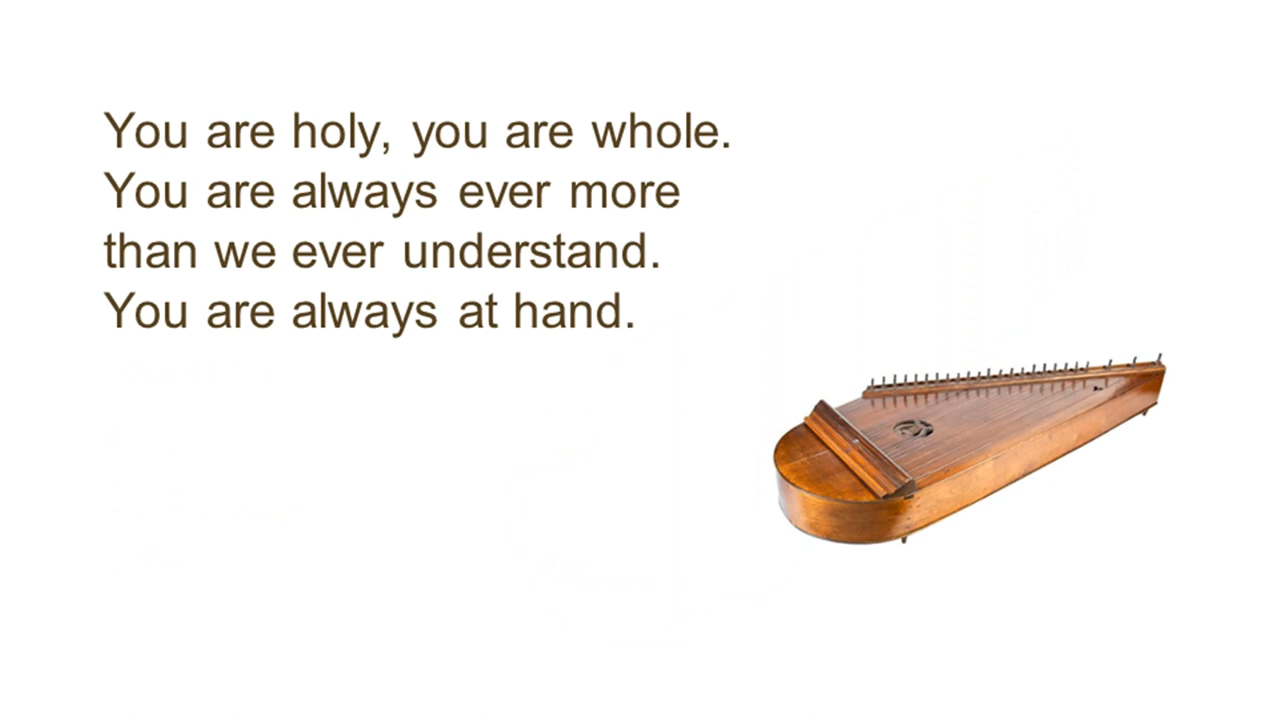 You are holy, you are whole.
You are always ever more
than we ever understand.
You are always at hand.